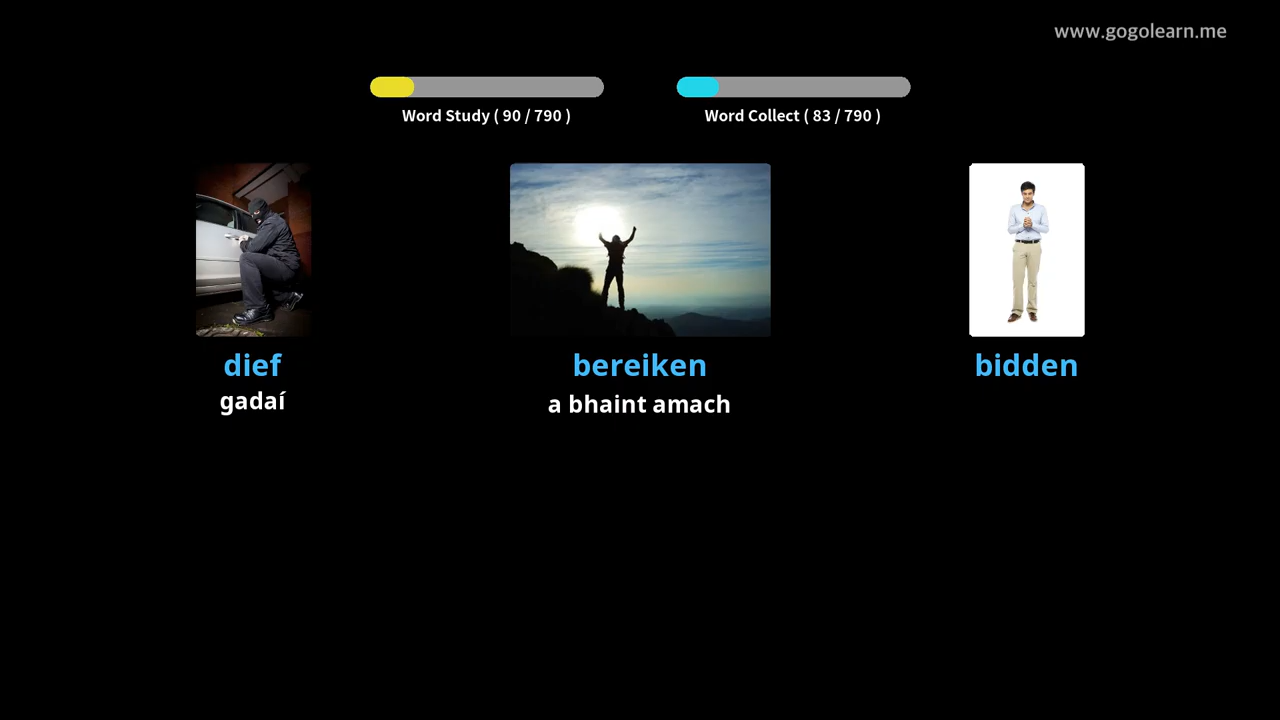 www.gogolearn.me
Word Study ( 90 / 790 )
Word Collect ( 83 / 790 )
dief
gadaí
bereiken
a bhaint amach
bidden